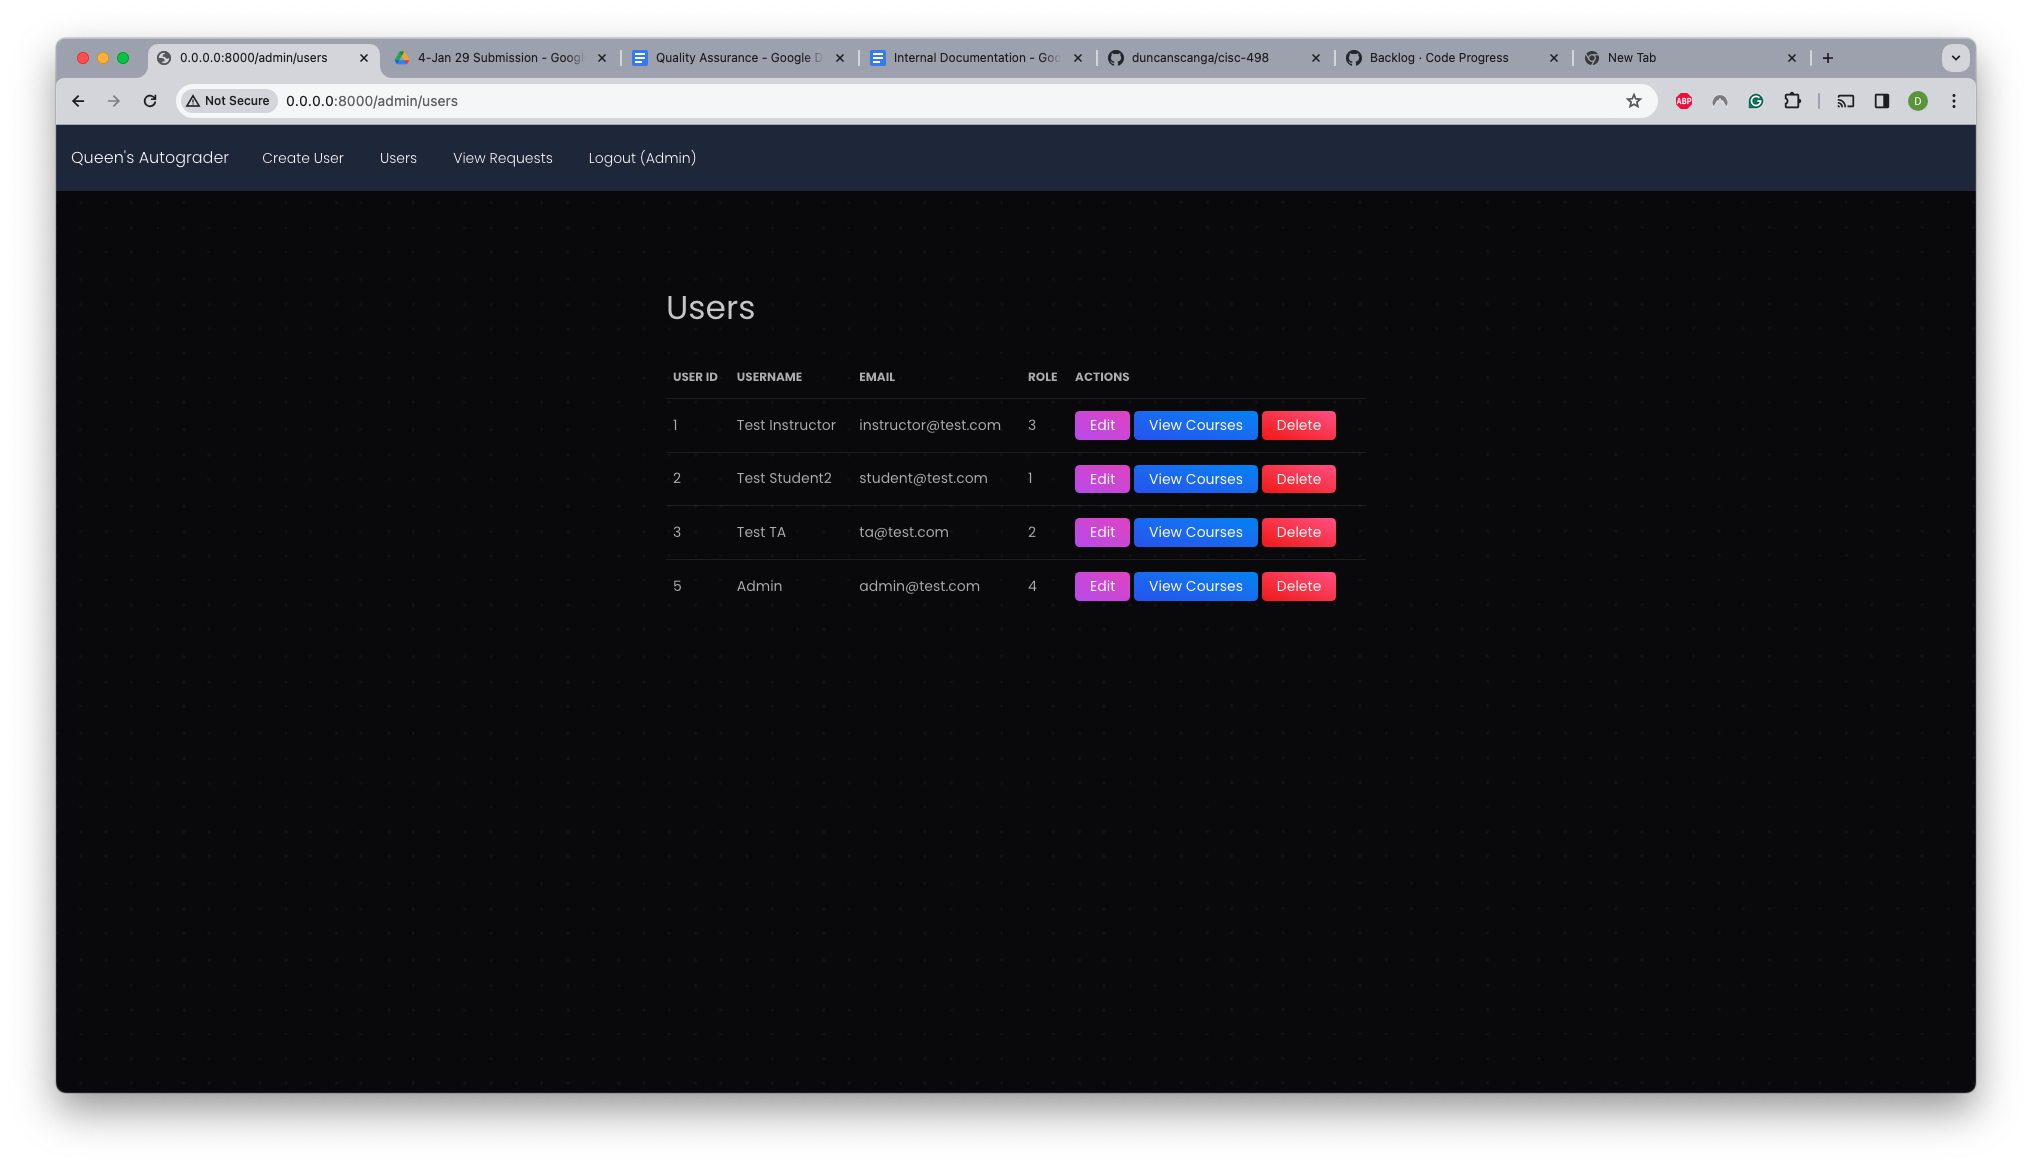 0.0.0.0:8000/admin/users
4-Jan 29 Submission - Googl
Quality Assurance - Google D
Internal Documentation - Goo
duncanscanga/cisc-498
Backlog · Code Progress
New Tab
Not Secure
0.0.0.0:8000/admin/users
ABP
D
Queen's Autograder
Create User
Users
View Requests
Logout (Admin)
Users
USER ID USERNAME EMAIL ROLE ACTIONS
1 Test Instructor instructor@test.com 3 Edit View Courses Delete
2 Test Student2 student@test.com 1 Edit View Courses Delete
3 Test TA ta@test.com 2 Edit View Courses Delete
5 Admin admin@test.com 4 Edit View Courses Delete